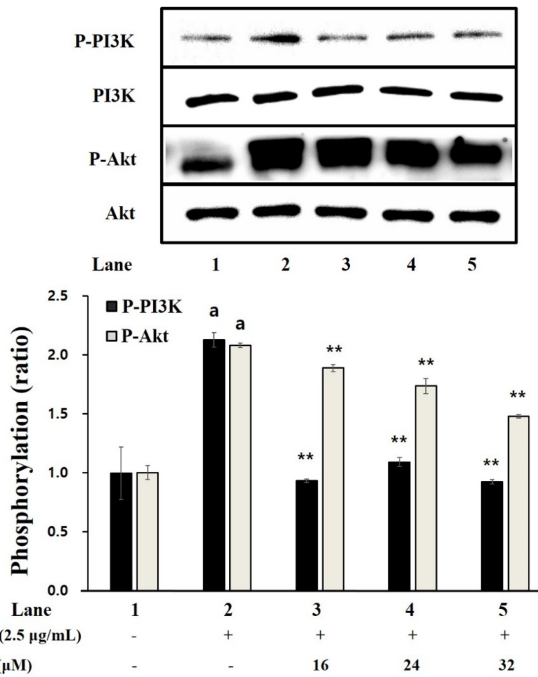 P-PI3K
PI3K
P-Akt
Akt
Lane 1 2 3 4 5
Phosphorylation (ratio)
2.5
2.0
1.5
1.0
0.5
0.0
P-PI3K
P-Akt
a a
** **
** **
** **
Lane 1 2 3 4 5
(2.5 μg/mL) - + + + +
(μM) - - 16 24 32